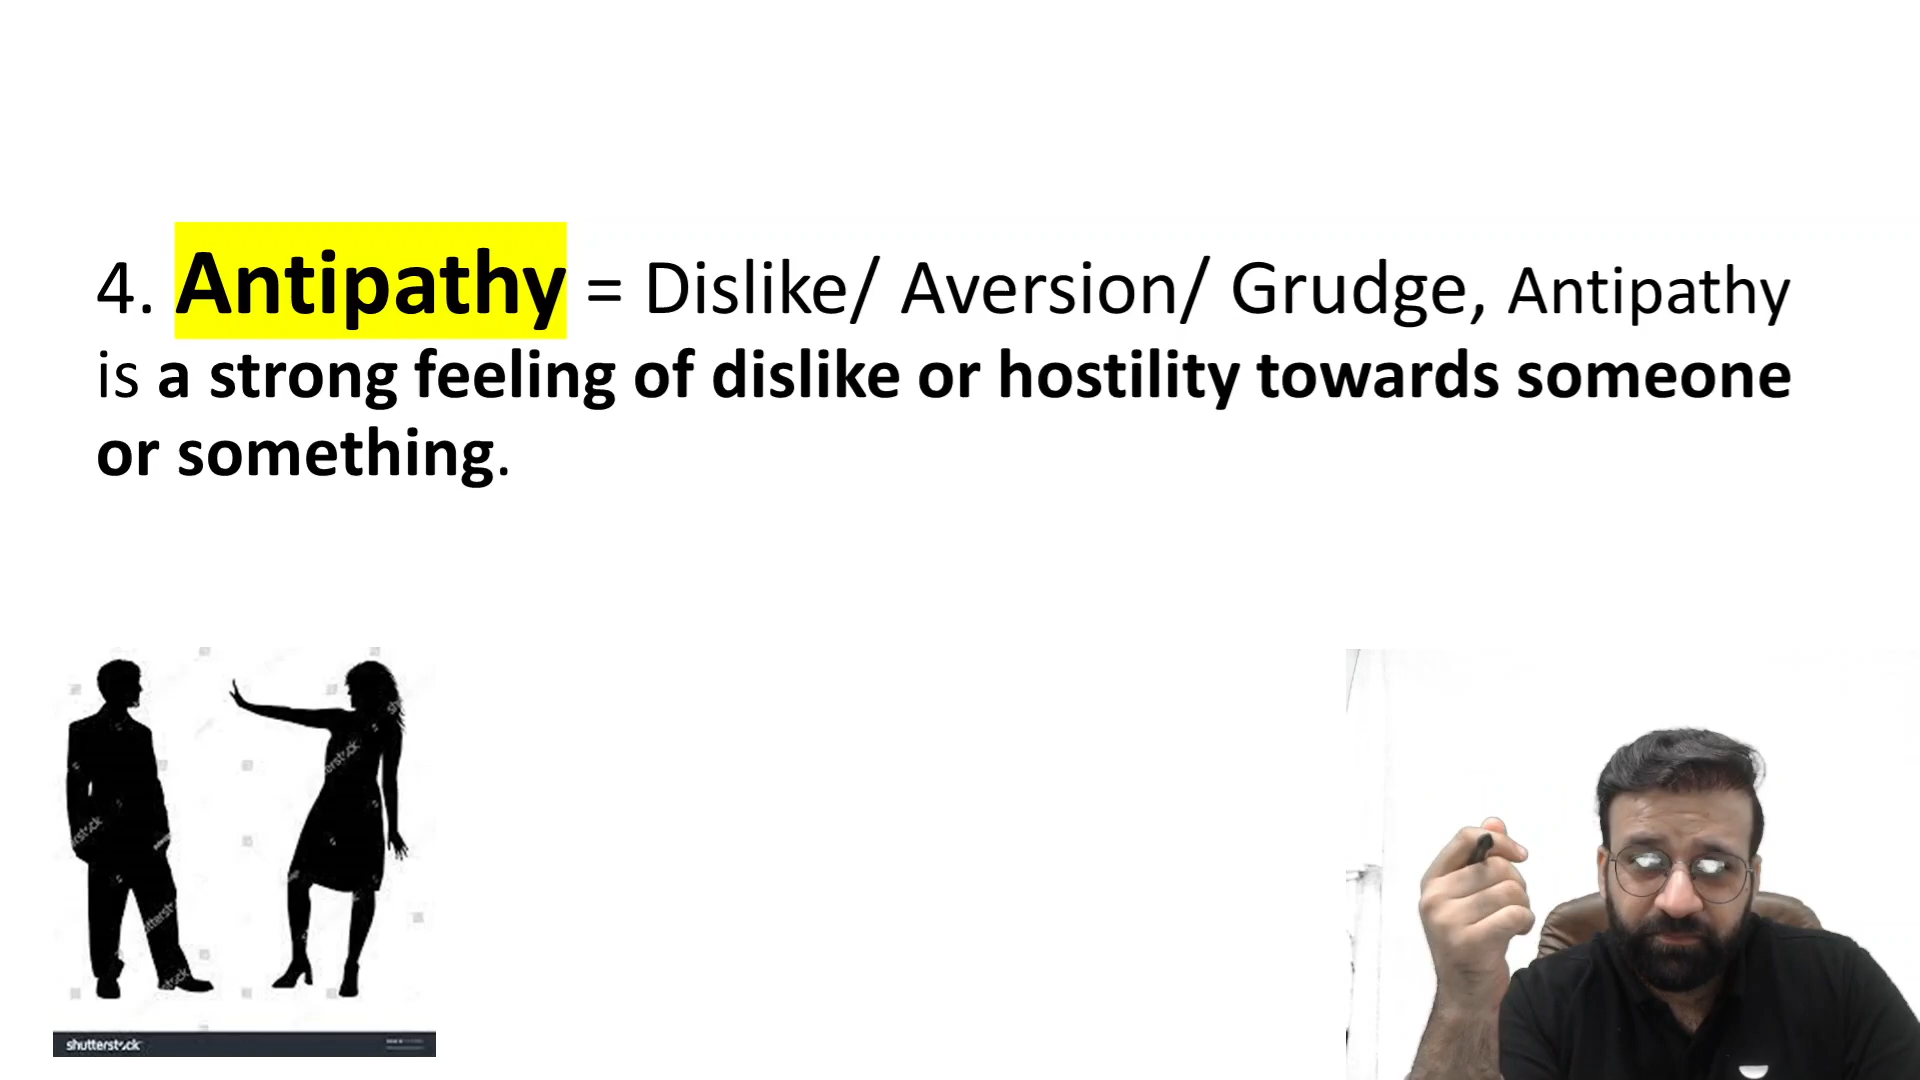 4. Antipathy = Dislike/ Aversion/ Grudge, Antipathy
is a strong feeling of dislike or hostility towards someone
or something.
shutterstock